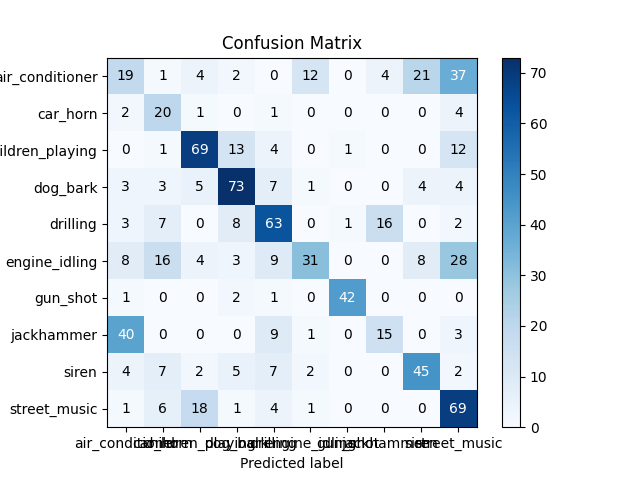 Confusion Matrix
air_conditioner 19 1 4 2 0 12 0 4 21 37
car_horn 2 20 1 0 1 0 0 0 0 4
ildren_playing 0 1 69 13 4 0 1 0 0 12
dog_bark 3 3 5 73 7 1 0 0 4 4
drilling 3 7 0 8 63 0 1 16 0 2
engine_idling 8 16 4 3 9 31 0 0 8 28
gun_shot 1 0 0 2 1 0 42 0 0 0
jackhammer 40 0 0 0 9 1 0 15 0 3
siren 4 7 2 5 7 2 0 0 45 2
street_music 1 6 18 1 4 1 0 0 0 69
street_music
Predicted label
70
60
50
40
30
20
10
0